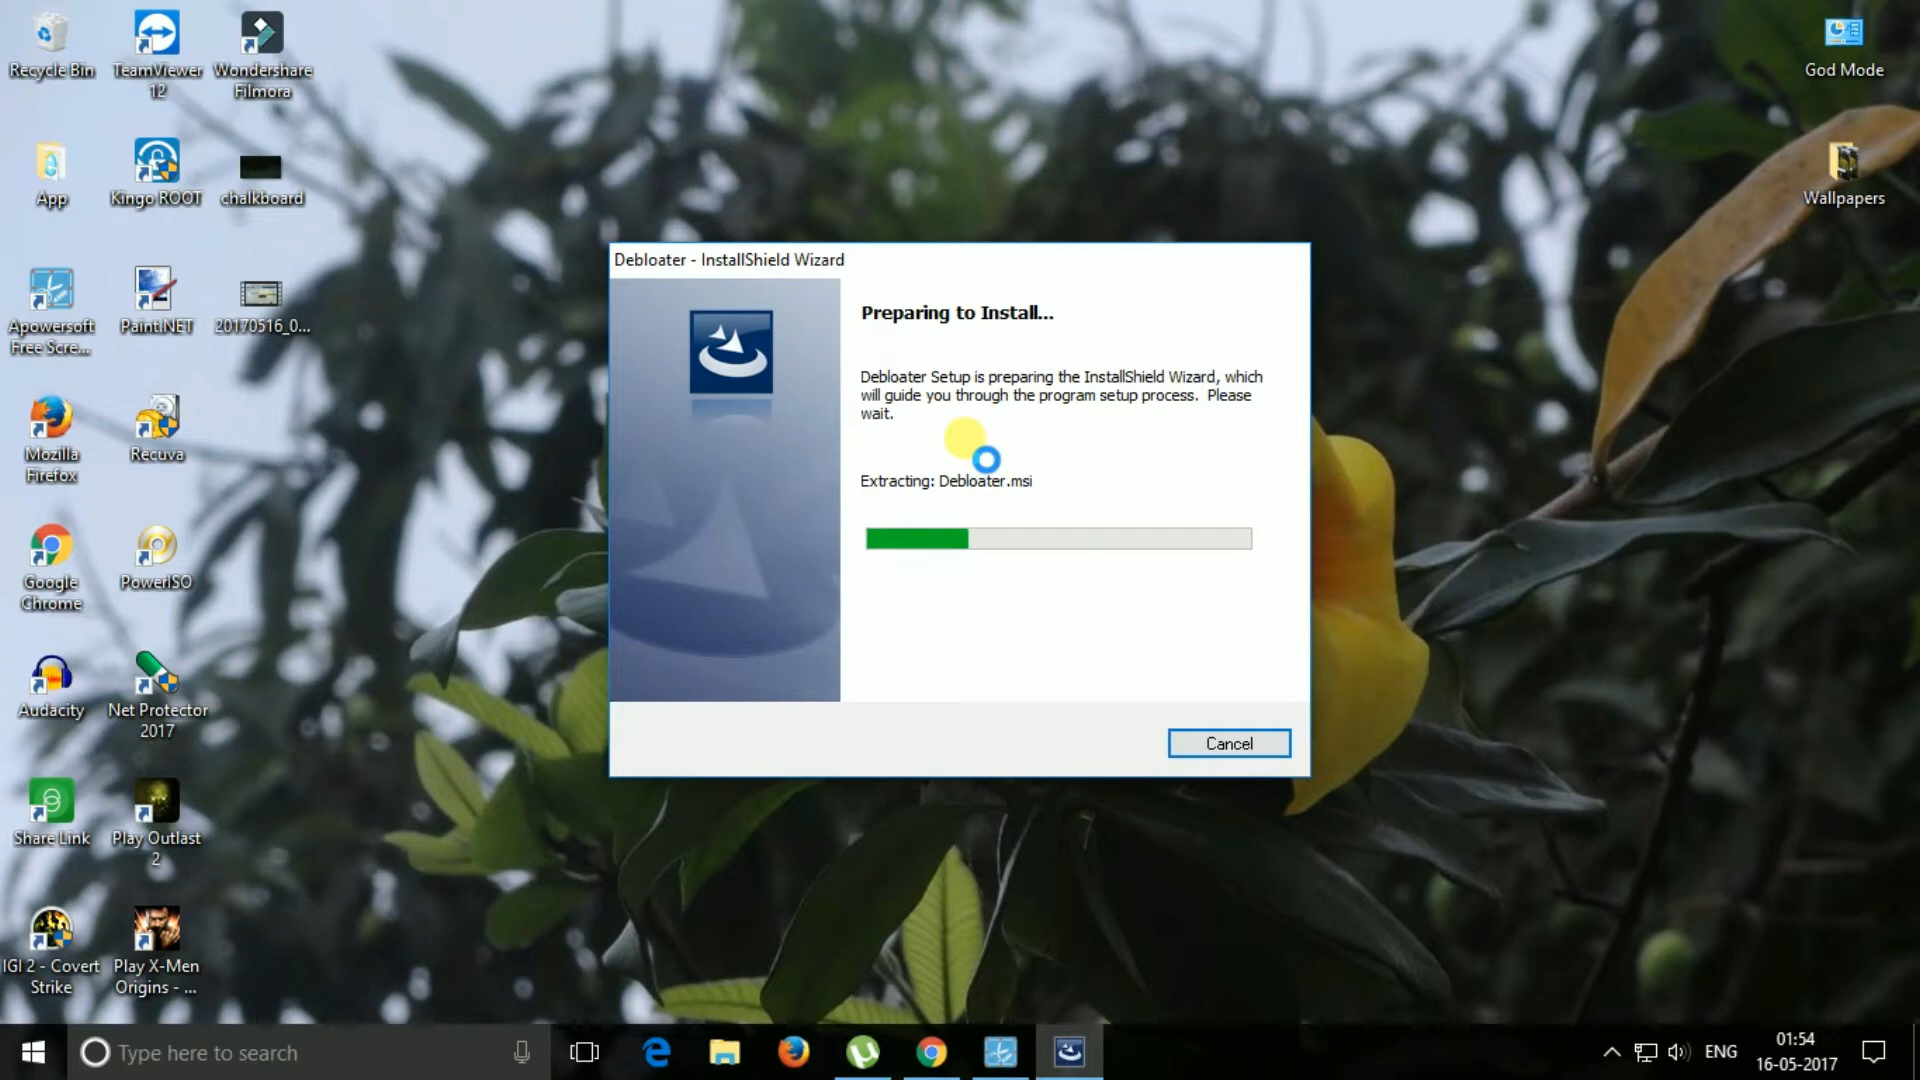 Recycle Bin
TeamViewer
12
Wondershare
Filmora
God Mode
App
Kingo ROOT
chalkboard
Wallpapers
Apowersoft
Free Scre...
Paint.NET
20170516_0...
Mozilla
Firefox
Recuva
Google
Chrome
PowerISO
Audacity
Net Protector
2017
Share Link
Play Outlast
2
IGI 2 - Covert
Strike
Play X-Men
Origins - ...
Debloater - InstallShield Wizard
Preparing to Install...
Debloater Setup is preparing the InstallShield Wizard, which
will guide you through the program setup process. Please
wait.
Extracting: Debloater.msi
Cancel
Type here to search
ENG
01:54
16-05-2017